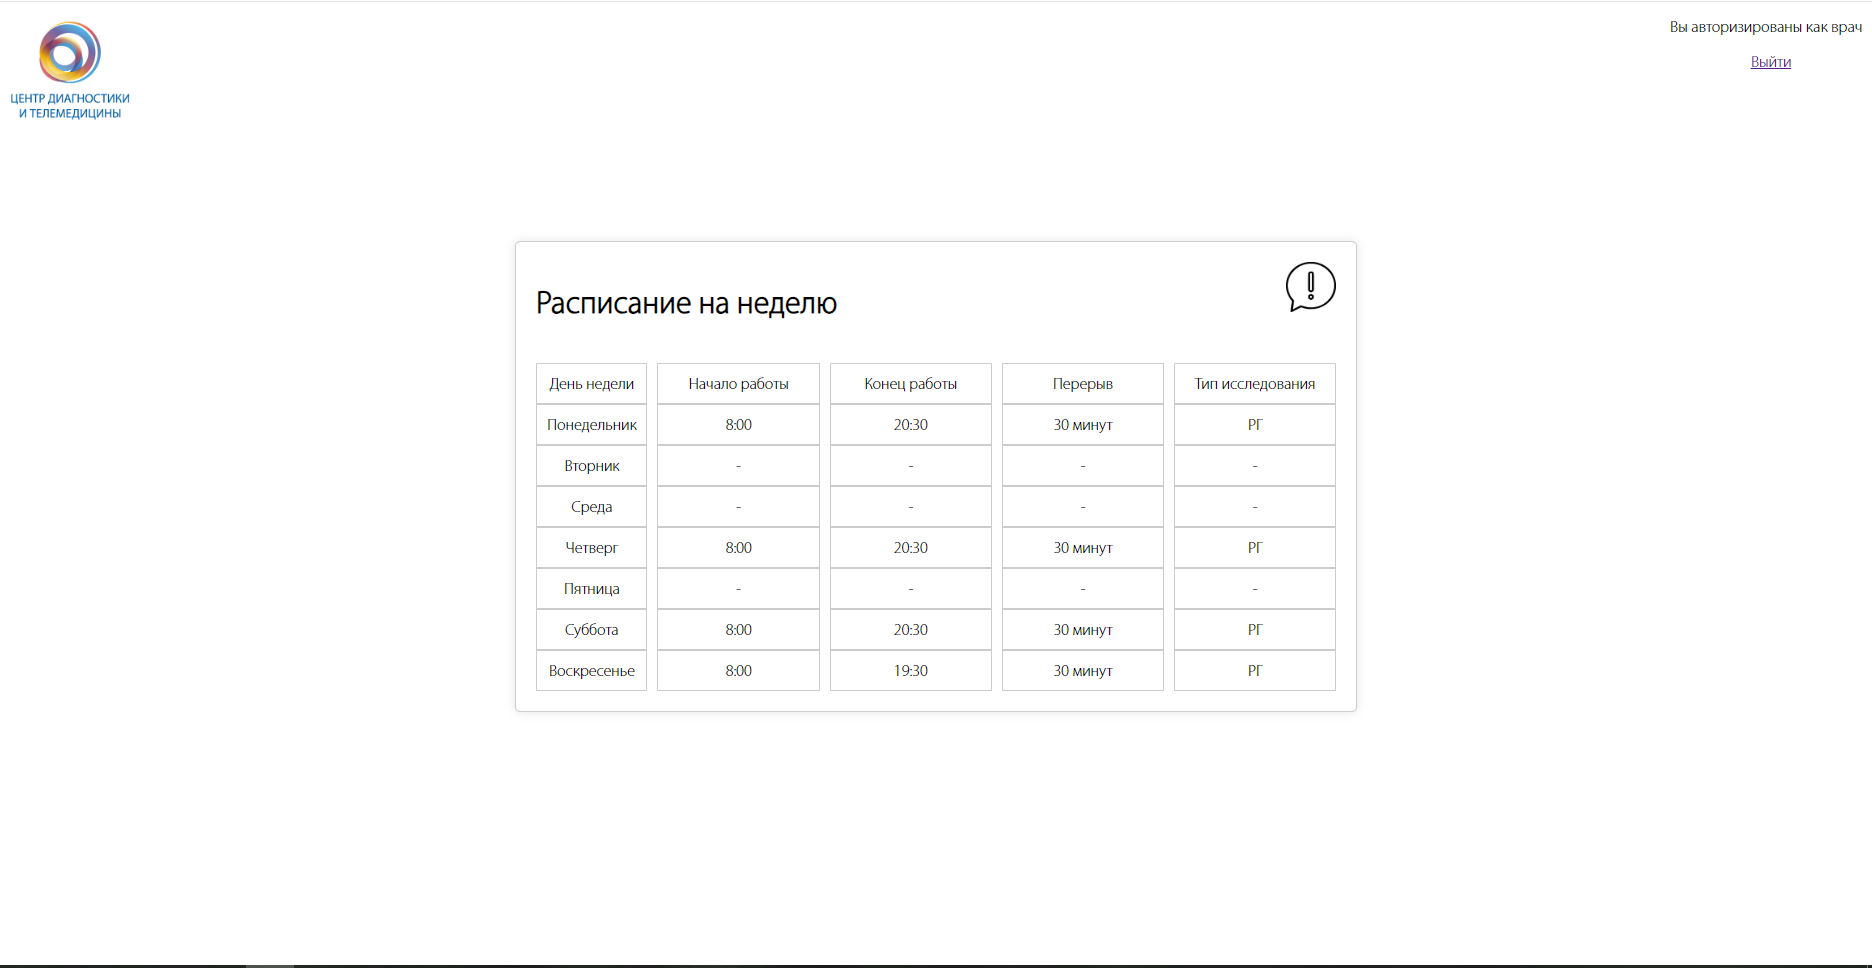 Вы авторизированы как врач
Выйти
ЦЕНТР ДИАГНОСТИКИ
И ТЕЛЕМЕДИЦИНЫ
Расписание на неделю
День недели Начало работы Конец работы Перерыв Тип исследования
Понедельник 8:00 20:30 30 минут РГ
Вторник - - - -
Среда - - - -
Четверг 8:00 20:30 30 минут РГ
Пятница - - - -
Суббота 8:00 20:30 30 минут РГ
Воскресенье 8:00 19:30 30 минут РГ